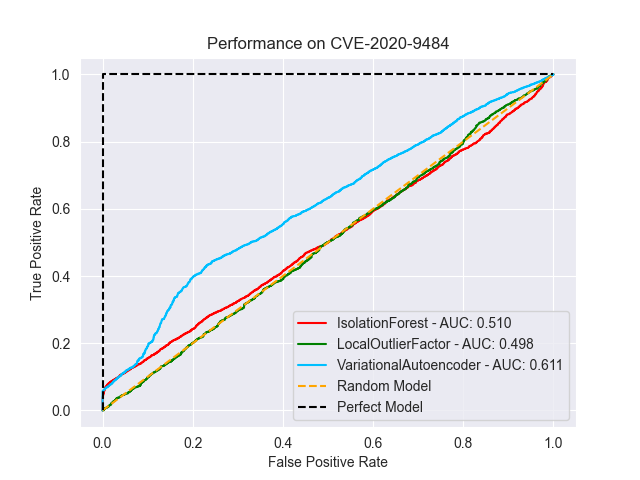 Performance on CVE-2020-9484
True Positive Rate
1.0
0.8
0.6
0.4
0.2
0.0
IsolationForest - AUC: 0.510
LocalOutlierFactor - AUC: 0.498
VariationalAutoencoder - AUC: 0.611
Random Model
Perfect Model
0.0 0.2 0.4 0.6 0.8 1.0
False Positive Rate